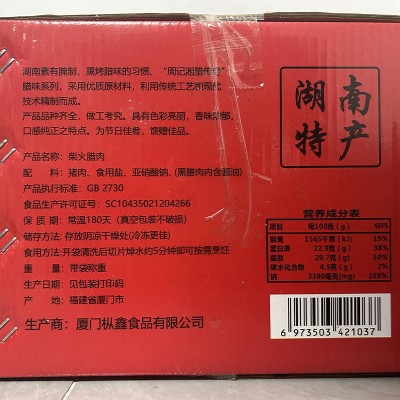 湖南素有腌制，熏烤腊味的习惯，"周记湘腊传奇"
腊味系列，采用优质原材料，利用传统工艺和现代
技术精制而成。
产品品种齐全，做工考究。具有色彩亮丽，香味浓郁，
口感纯正之特点。为节日佳肴，馈赠佳品。
产品名称：柴火腊肉
配 料：猪肉、食用盐、亚硝酸钠，(黑腊肉内含酱油)
产品执行标准：GB 2730
食品生产许可证号：SC10435021204266
保 质 期：常温180天（真空包装不破损）
储存方法：存放阴凉干燥处(冷冻更佳)
食用方法：开袋清洗后切片焯水约5分钟即可按需烹饪
重 量：带袋称重
生产日期：见包装打印码
产 地：福建省厦门市
生产商：厦门枞鑫食品有限公司
湖南
特产
营养成分表
项目 每100克(g) NRV%
能量 1565千焦(kJ) 19%
蛋白质 22.9克(g) 38%
脂肪 29.7克(g) 50%
碳水化合物 4.5克(g) 2%
钠 3380毫克(mg) 169%
6 973503 421037